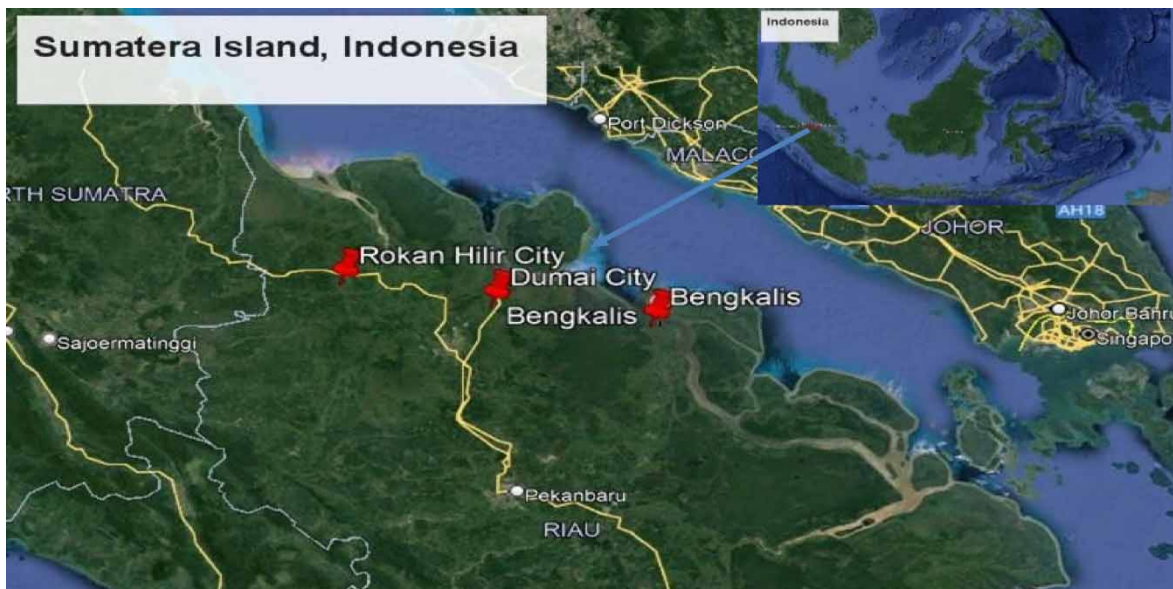 Sumatera Island, Indonesia
Indonesia
Port Dickson
MALACC
RTH SUMATRA
AH18
JOHOR
Rokan Hilir City
Dumai City
Bengkalis
Bengkalis
Johor Bahru
Singapo
Sajoermatinggi
Pekanbaru
RIAU